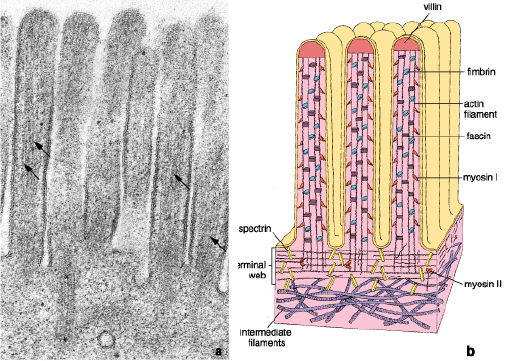 villin
fimbrin
actin
filament
fascin
myosin I
spectrin
erminal
web
myosin II
intermediate
filaments
a
b